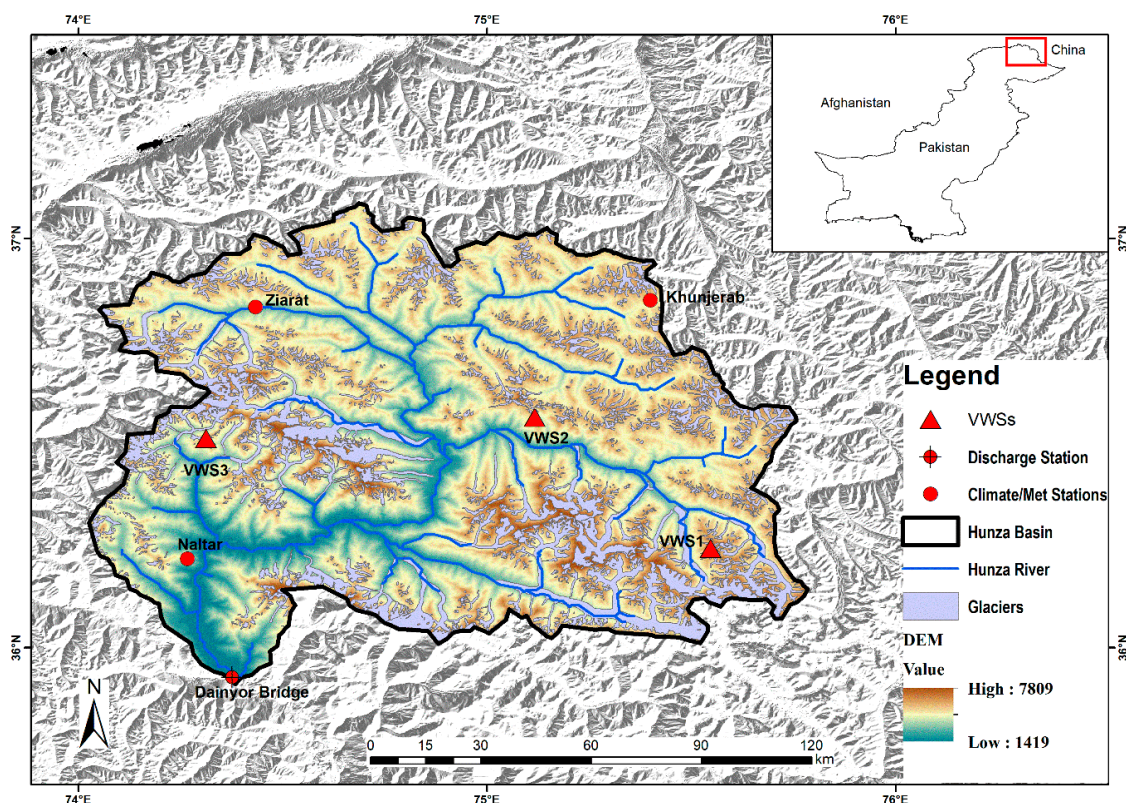 74°E
75°E
76°E
China
Afghanistan
Pakistan
37°N
37°N
Ziarat
Khunjerab
Legend
VWSs
VWS2
VWS3
Discharge Station
Climate/Met Stations
Hunza Basin
VWS1
Naltar
Hunza River
Glaciers
36°N
36°N
DEM
Value
High : 7809
Low : 1419
Dainyor Bridge
N
0 15 30 60 90 120
km
74°E
75°E
76°E